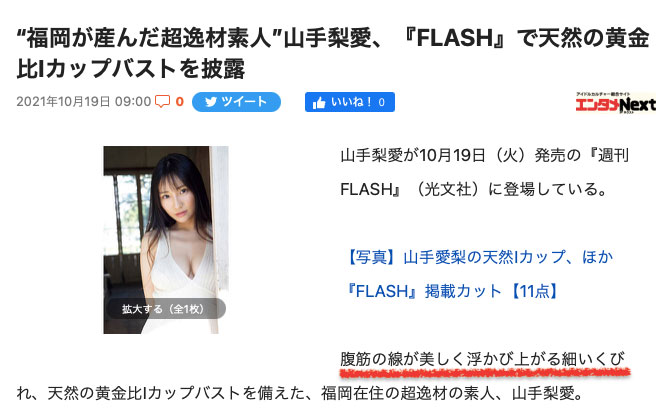 “福岡が産んだ超逸材素人”山手梨愛、『FLASH』で天然の黄金
比Iカップバストを披露
2021年10月19日 09:00 0 ツイート いいね! 0
アイドルカルチャー総合サイト
エンタメNext
山手梨愛が10月19日（火）発売の『週刊
FLASH』（光文社）に登場している。
【写真】山手愛梨の天然Iカップ、ほか
『FLASH』掲載カット【11点】
拡大する（全1枚）
腹筋の線が美しく浮かび上がる細いくび
れ、天然の黄金比Iカップバストを備えた、福岡在住の超逸材の素人、山手梨愛。